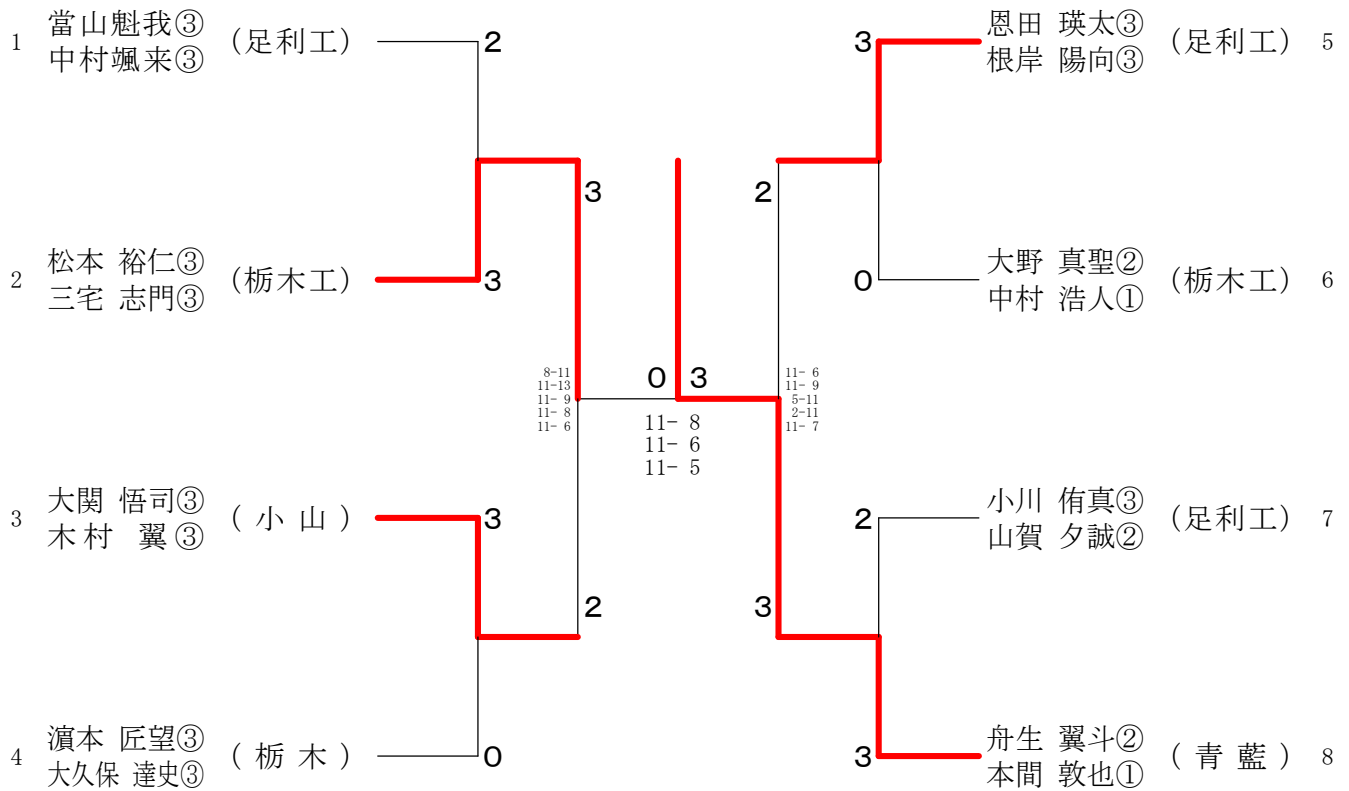 1 當山魁我③ (足利工) 2
中村颯来③
3
2 松本 裕仁③ (栃木工) 3
三宅 志門③
8-11
11-13
11- 9
11- 8
11- 6
3 大関 悟司③ (小山) 3
木村 翼③
2
4 濵本 匠望③ (栃木) 0
大久保 達史③
0 3
11- 8
11- 6
11- 5
3 恩田 瑛太③ (足利工) 5
根岸 陽向③
2
0 大野 真聖② (栃木工) 6
中村 浩人①
11- 6
11- 9
5-11
2-11
11- 7
2 小川 侑真③ (足利工) 7
山賀 夕誠②
3
3 舟生 翼斗② (青藍) 8
本間 敦也①